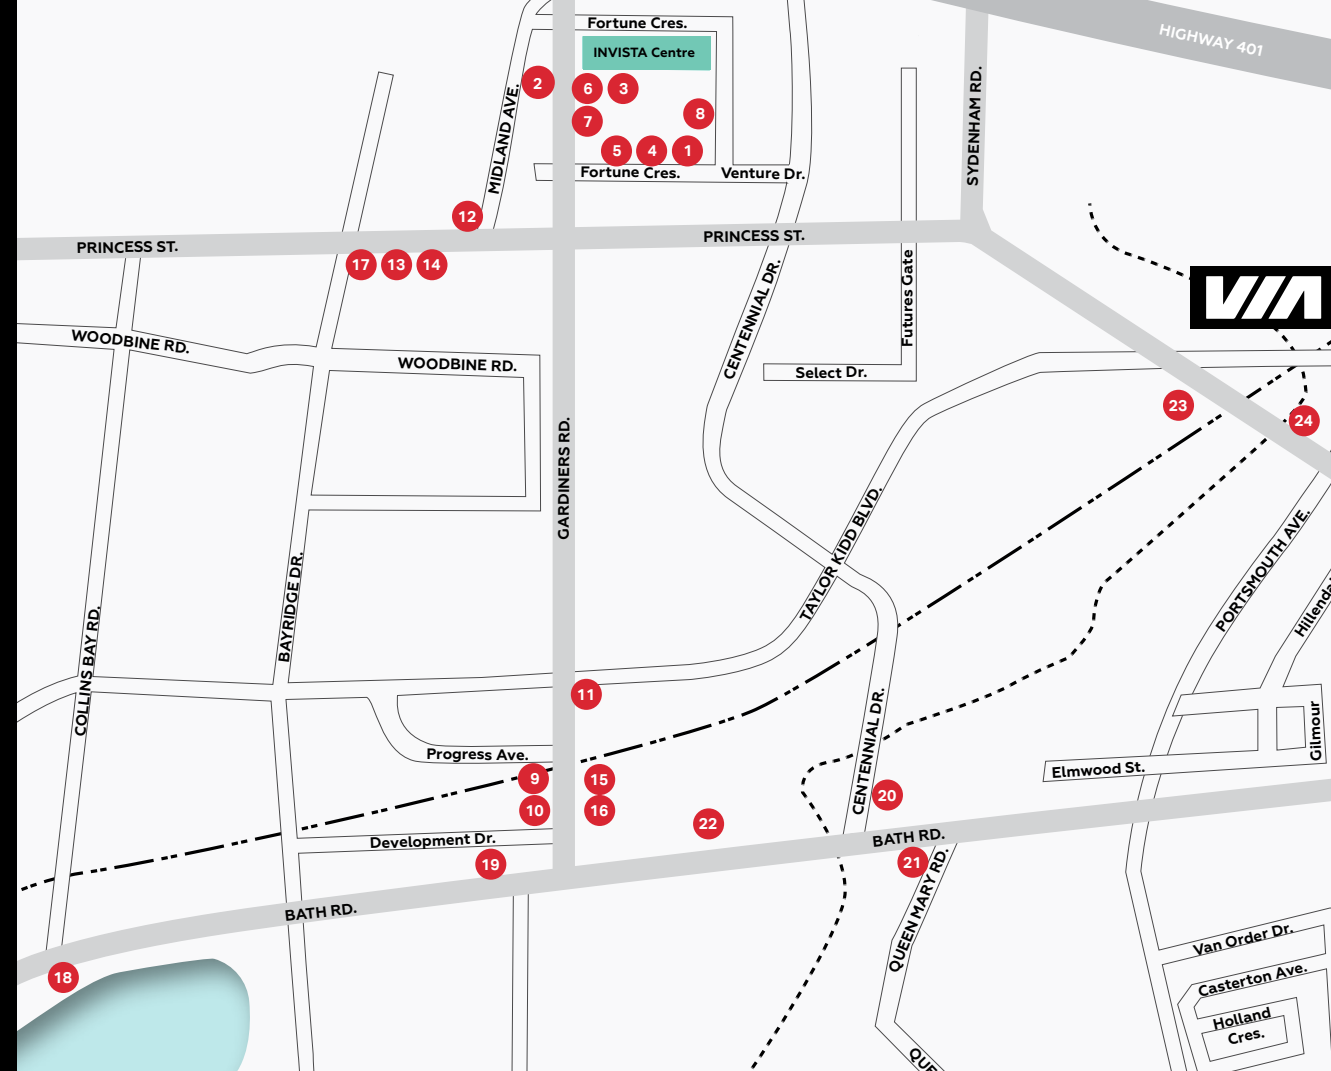 Fortune Cres.
HIGHWAY 401
INVISTA Centre
2
6
3
MIDLAND AVE.
8
7
SYDENHAM RD.
5
4
1
Fortune Cres.
Venture Dr.
12
PRINCESS ST.
PRINCESS ST.
17
13
14
CENTENNIAL DR.
Futures Gate
VIA
WOODBINE RD.
WOODBINE RD.
Select Dr.
23
24
GARDINERS RD.
TAYLOR KIDD BLVD.
PORTSMOUTH AVE.
BAYRIDGE DR.
COLLINS BAY RD.
Hillenda
11
Gilmour
Progress Ave.
CENTENNIAL DR.
Elmwood St.
9
15
20
10
16
22
Development Dr.
BATH RD.
19
21
BATH RD.
QUEEN MARY RD.
Van Order Dr.
18
Casterton Ave.
Holland
Cres.
QUE